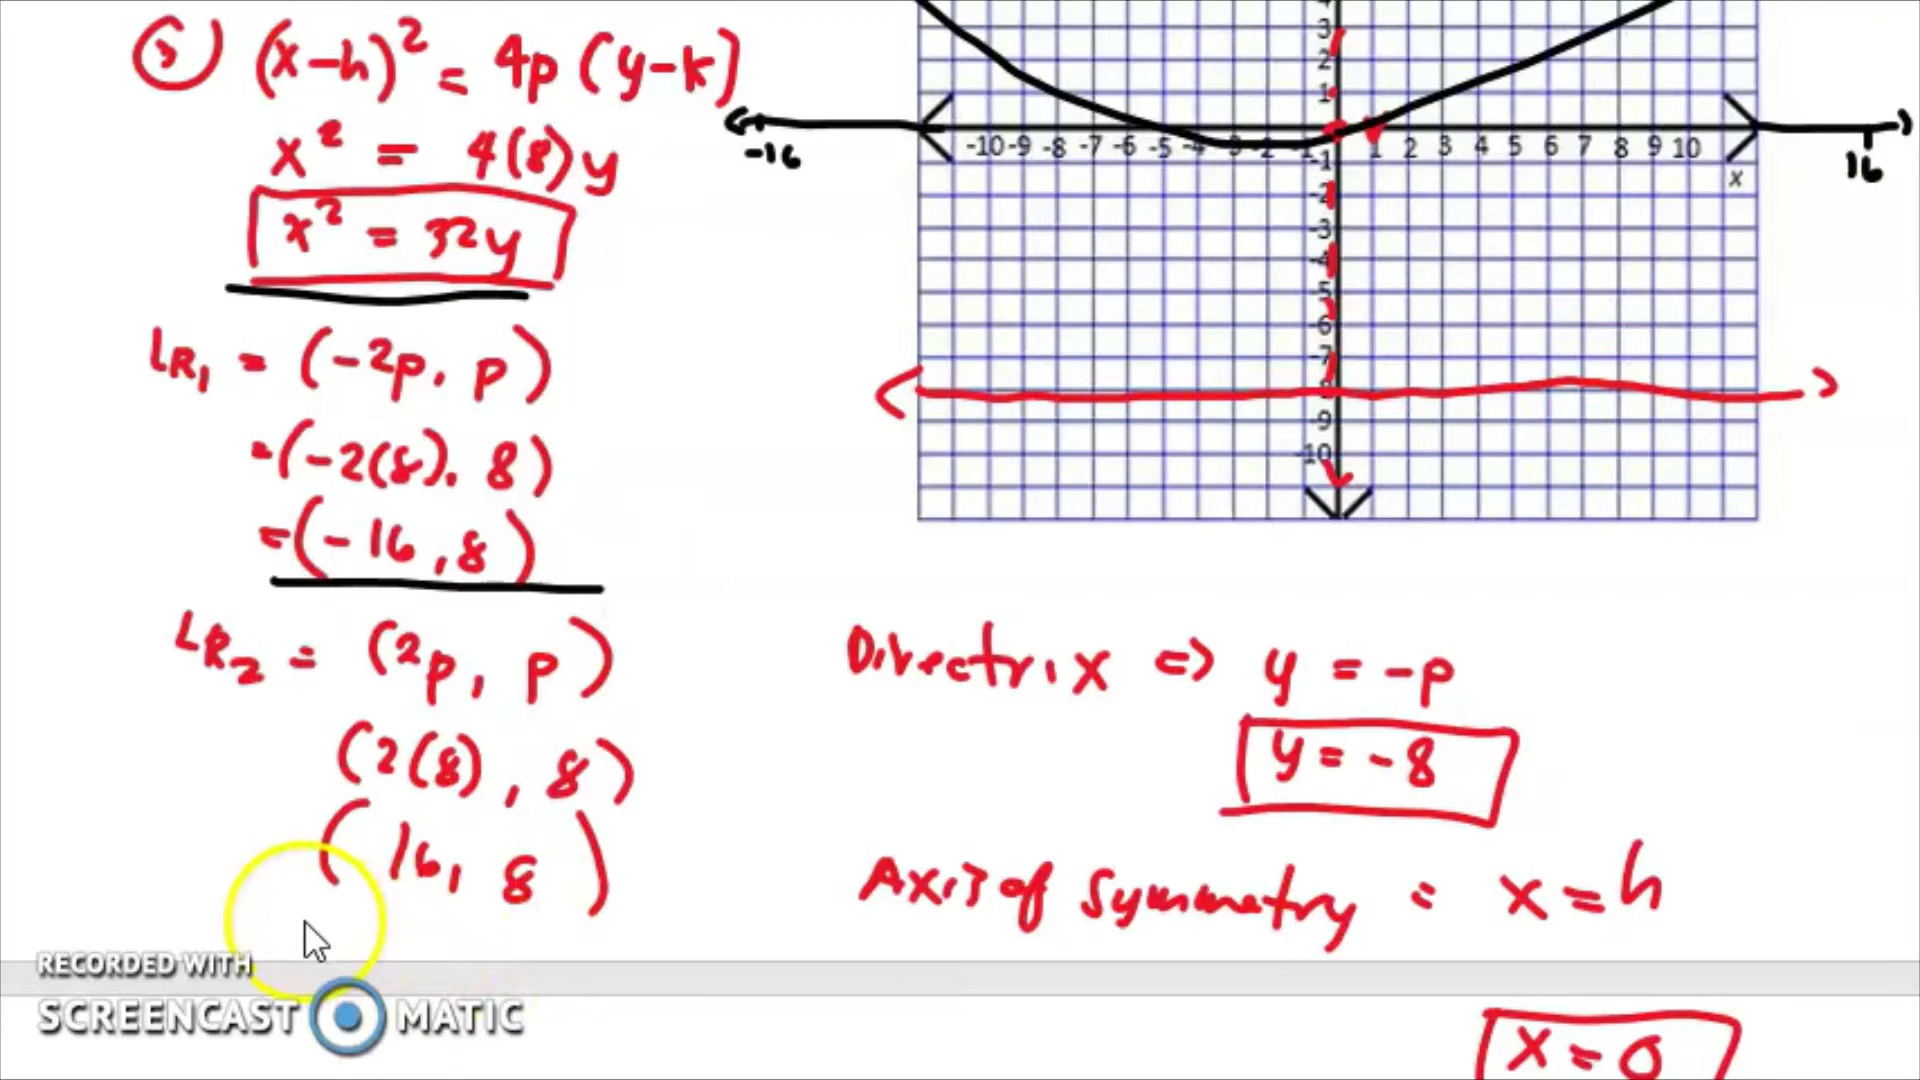 5) (x-h)² = 4p (y-k)
x² = 4(8)y
x² = 32y
LR₁ = (-2p, p)
= (-2(8), 8)
= (-16, 8)
LR₂ = (2p, p)
(2(8), 8)
(16, 8)
3
2
1
-16
-10 -9 -8 -7 -6 -5 -4 -3 -2 -1 1 2 3 4 5 6 7 8 9 10
16
x
-1
-2
-3
-4
-5
-6
-7
-8
-9
-10
Directrix => y = -p
y = -8
Axis of Symmetry = x = h
x = 0
RECORDED WITH
SCREENCAST MATIC